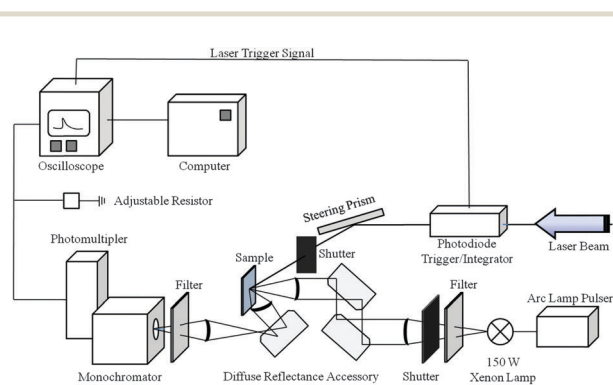 Laser Trigger Signal
Oscilloscope
Computer
Adjustable Resistor
Steering Prism
Photomultipler
Sample
Shutter
Photodiode
Trigger/Integrator
Laser Beam
Filter
Filter
Arc Lamp Pulser
Monochromator
Diffuse Reflectance Accessory
Shutter
150 W
Xenon Lamp